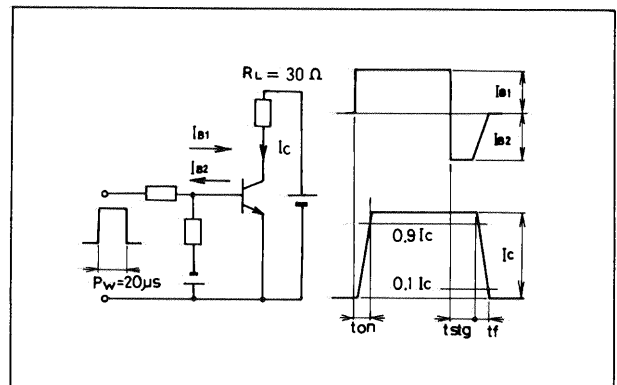 RL = 30 Ω
IB1
IB2
Ic
PW=20μs
IB1
IB2
0.9 Ic
Ic
0.1 Ic
ton
tstg
tf